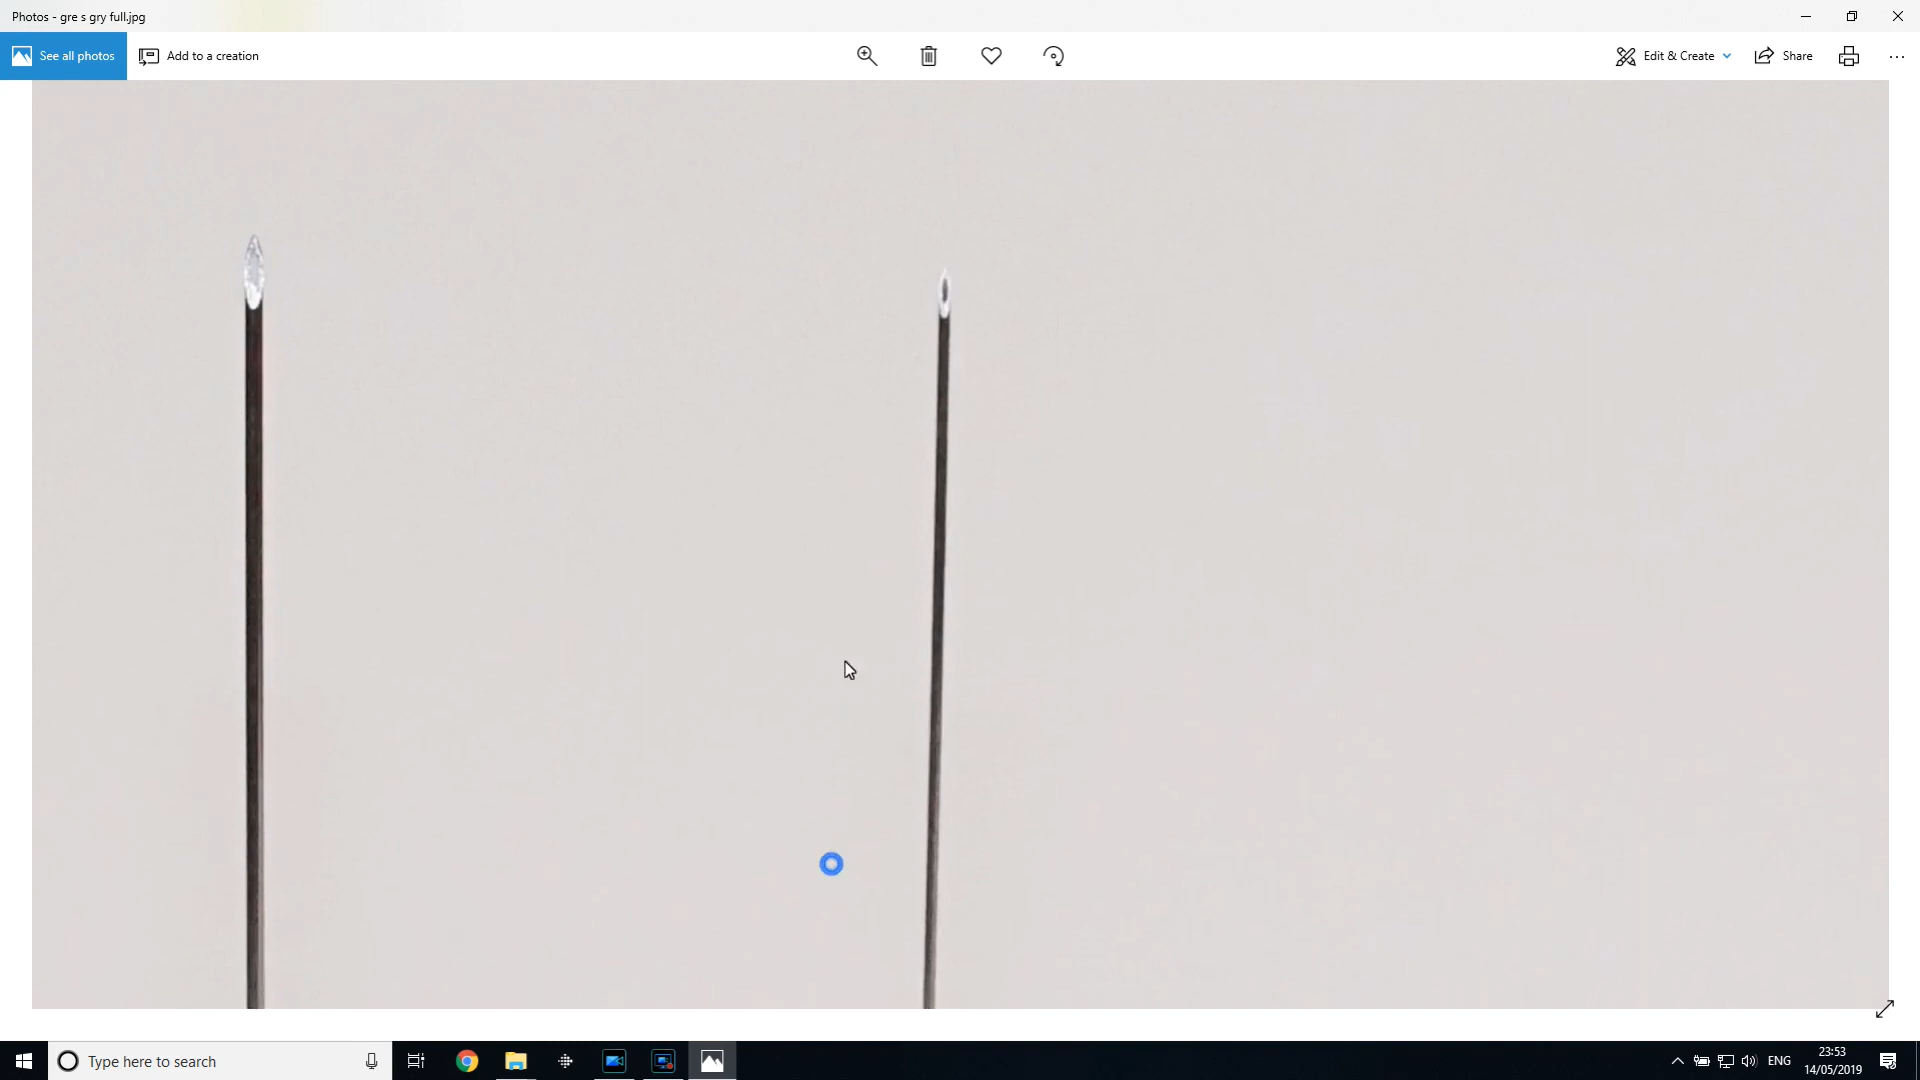 Photos - gre s gry full.jpg
See all photos
Add to a creation
Edit & Create
Share
Type here to search
ENG
23:53
14/05/2019